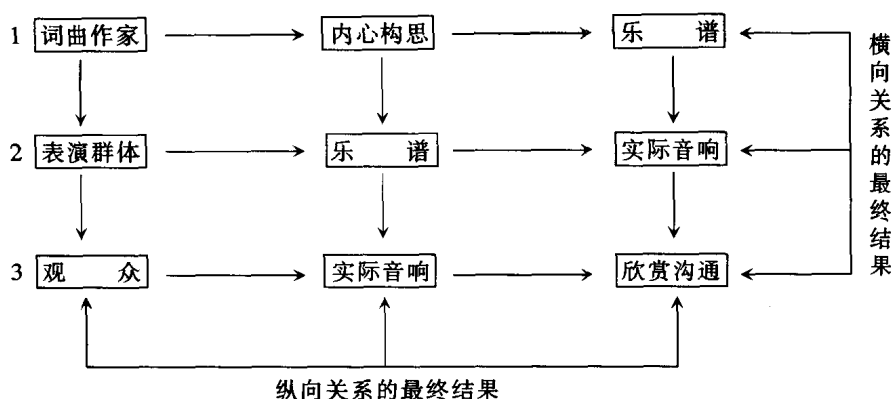 1 词曲作家 内心构思 乐谱
2 表演群体 乐谱 实际音响
3 观众 实际音响 欣赏沟通
横向关系的最终结果
纵向关系的最终结果